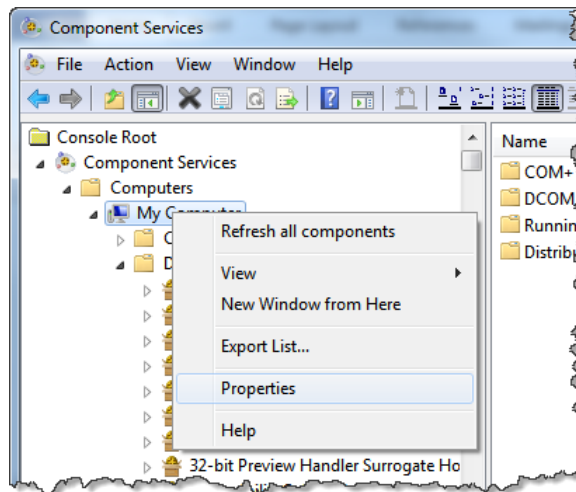 Component Services
File Action View Window Help
Console Root
Component Services
Computers
My Computer
Refresh all components
View
New Window from Here
Export List...
Properties
Help
32-bit Preview Handler Surrogate Ho
Name
COM+
DCOM
Runnin
Distrib